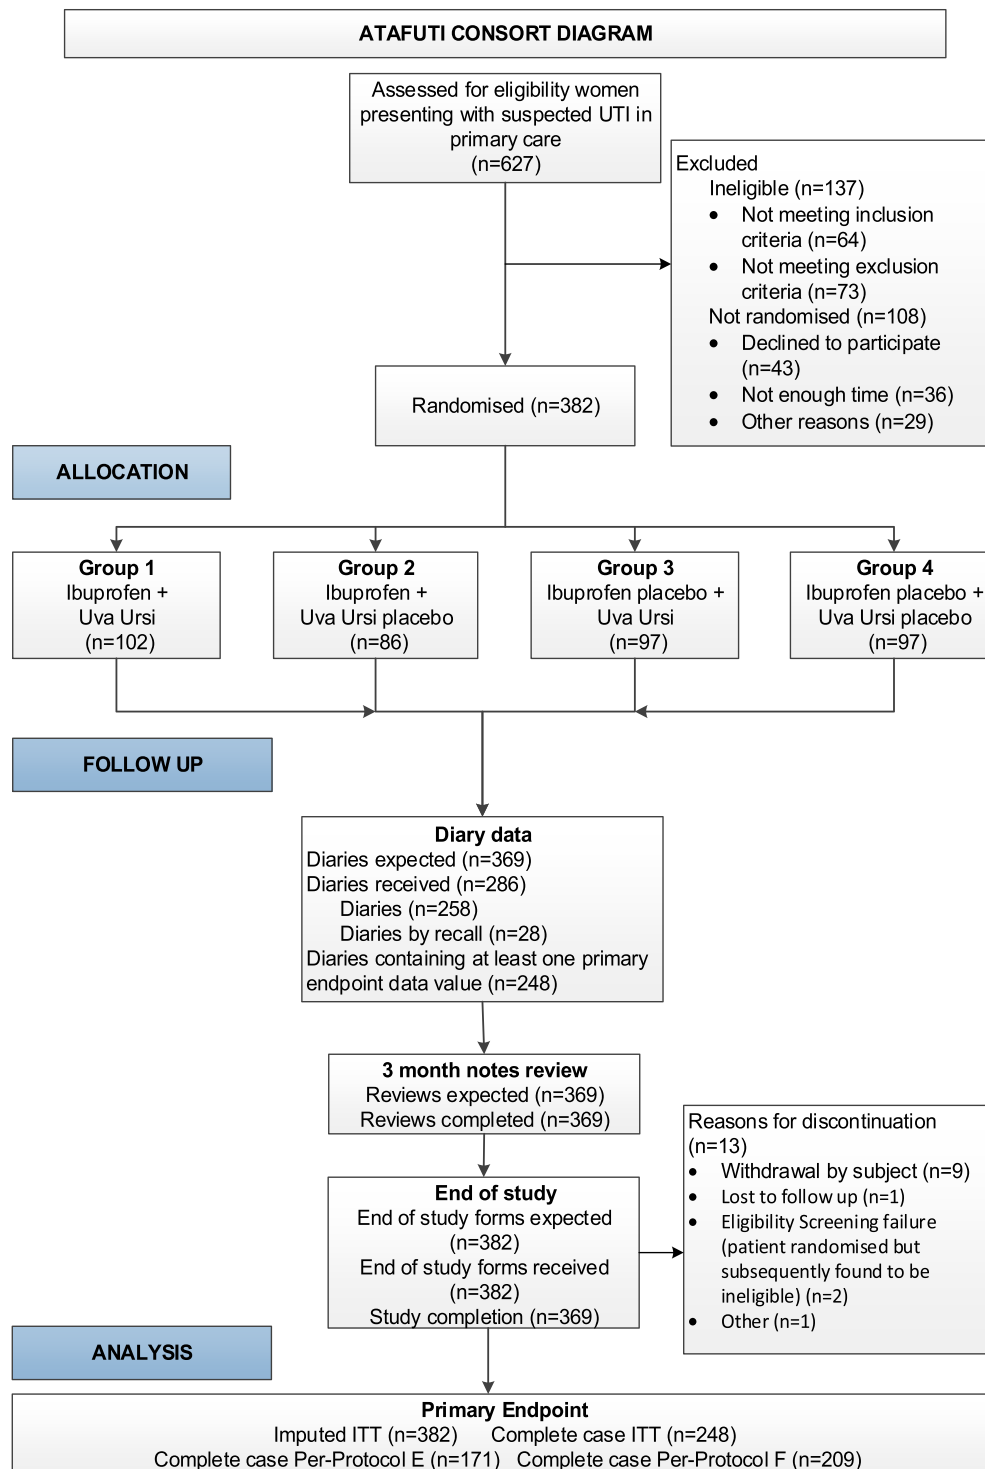 ATAFUTI CONSORT DIAGRAM
Assessed for eligibility women
presenting with suspected UTI in
primary care
(n=627)
Excluded
Ineligible (n=137)
• Not meeting inclusion
criteria (n=64)
• Not meeting exclusion
criteria (n=73)
Not randomised (n=108)
• Declined to participate
(n=43)
• Not enough time (n=36)
• Other reasons (n=29)
Randomised (n=382)
ALLOCATION
Group 1
Ibuprofen +
Uva Ursi
(n=102)
Group 2
Ibuprofen +
Uva Ursi placebo
(n=86)
Group 3
Ibuprofen placebo +
Uva Ursi
(n=97)
Group 4
Ibuprofen placebo +
Uva Ursi placebo
(n=97)
FOLLOW UP
Diary data
Diaries expected (n=369)
Diaries received (n=286)
Diaries (n=258)
Diaries by recall (n=28)
Diaries containing at least one primary
endpoint data value (n=248)
3 month notes review
Reviews expected (n=369)
Reviews completed (n=369)
End of study
End of study forms expected
(n=382)
End of study forms received
(n=382)
Study completion (n=369)
Reasons for discontinuation
(n=13)
• Withdrawal by subject (n=9)
• Lost to follow up (n=1)
• Eligibility Screening failure
(patient randomised but
subsequently found to be
ineligible) (n=2)
• Other (n=1)
ANALYSIS
Primary Endpoint
Imputed ITT (n=382) Complete case ITT (n=248)
Complete case Per-Protocol E (n=171) Complete case Per-Protocol F (n=209)